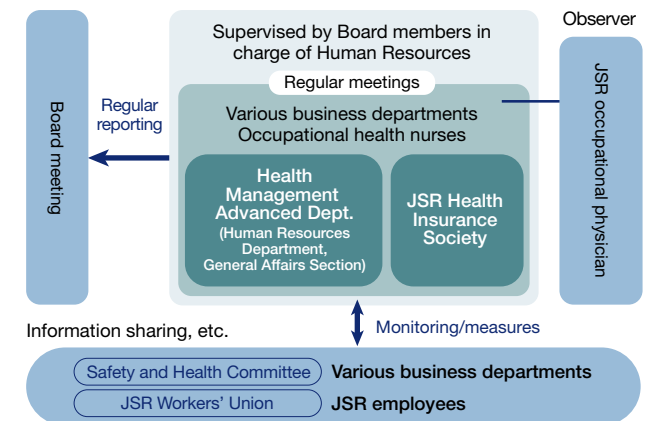 Supervised by Board members in
charge of Human Resources
Observer
Regular meetings
Board meeting
Regular
reporting
Various business departments
Occupational health nurses
JSR occupational physician
Health
Management
Advanced Dept.
(Human Resources
Department,
General Affairs Section)
JSR Health
Insurance
Society
Information sharing, etc.
Monitoring/measures
Safety and Health Committee
Various business departments
JSR Workers’ Union
JSR employees